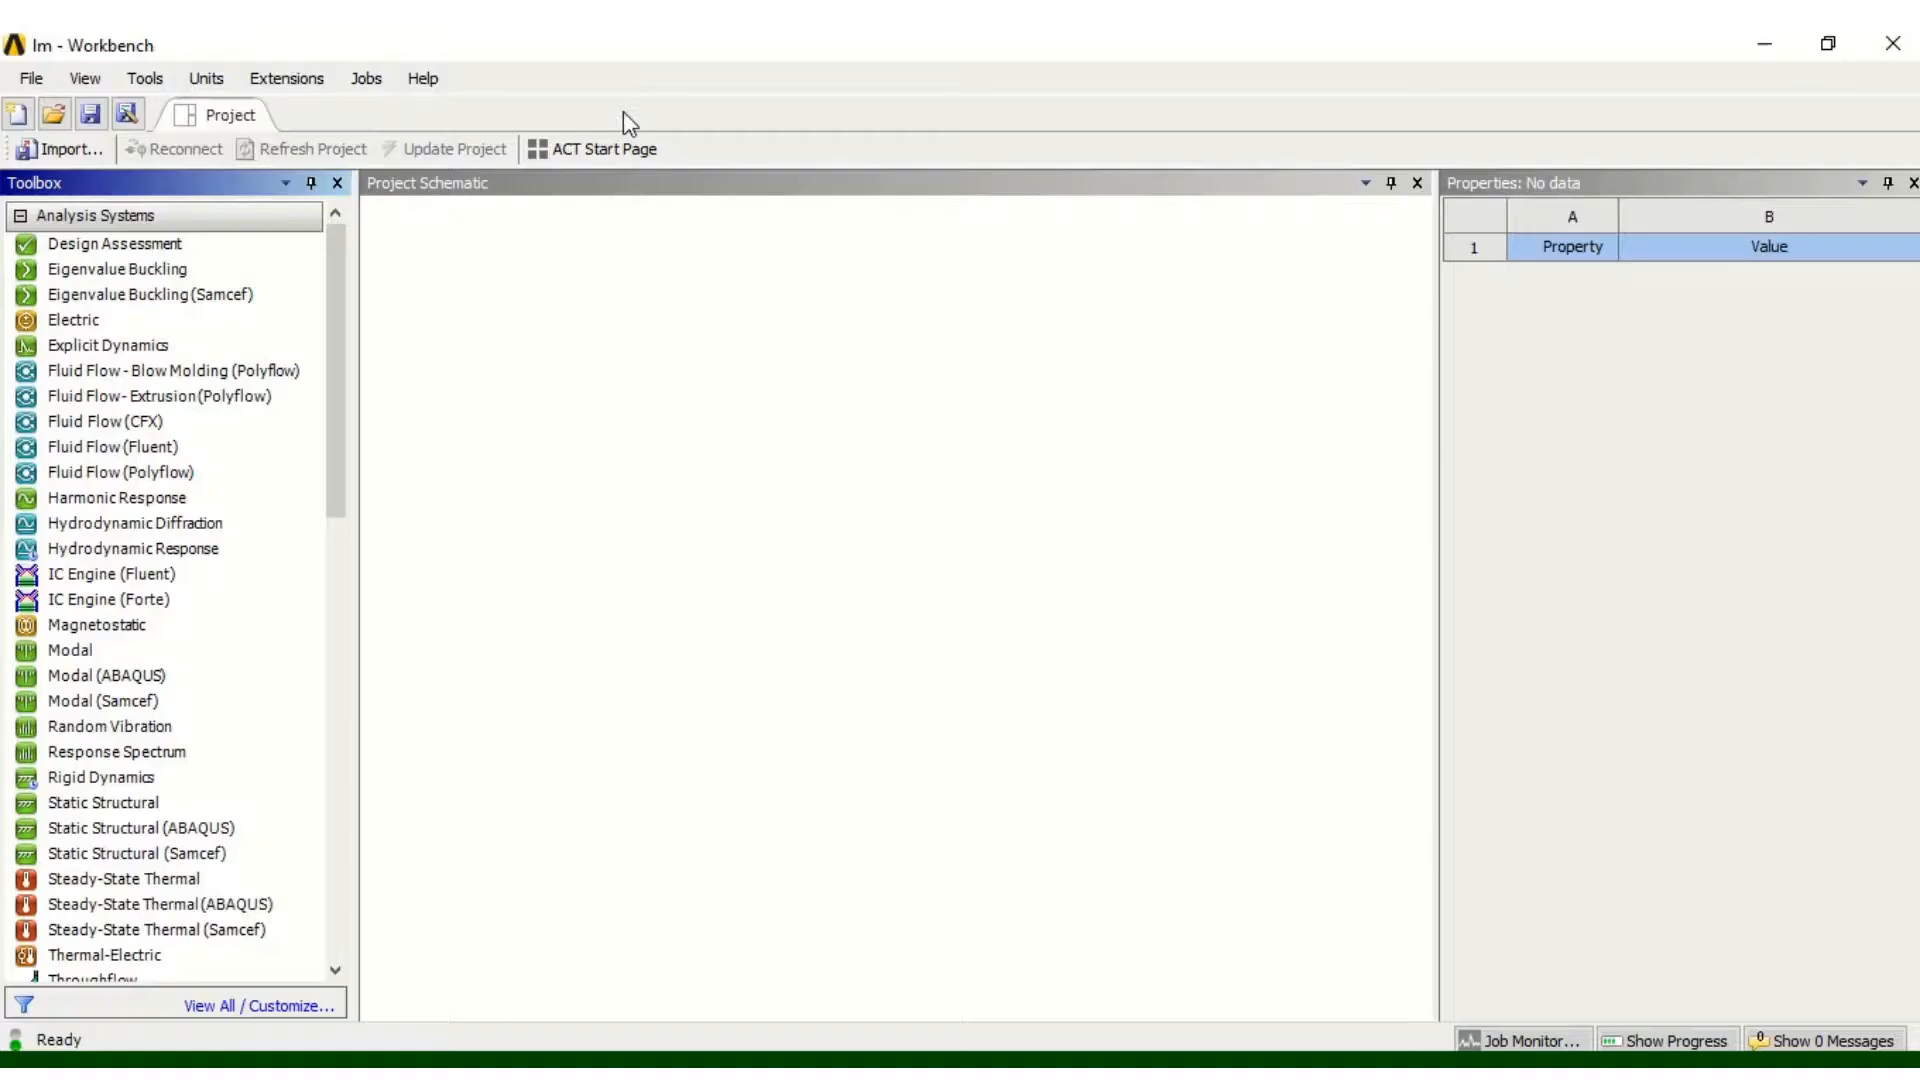 Im - Workbench
File View Tools Units Extensions Jobs Help
Project
Import... Reconnect Refresh Project Update Project ACT Start Page
Toolbox
Analysis Systems
Design Assessment
Eigenvalue Buckling
Eigenvalue Buckling (Samcef)
Electric
Explicit Dynamics
Fluid Flow - Blow Molding (Polyflow)
Fluid Flow- Extrusion (Polyflow)
Fluid Flow (CFX)
Fluid Flow (Fluent)
Fluid Flow (Polyflow)
Harmonic Response
Hydrodynamic Diffraction
Hydrodynamic Response
IC Engine (Fluent)
IC Engine (Forte)
Magnetostatic
Modal
Modal (ABAQUS)
Modal (Samcef)
Random Vibration
Response Spectrum
Rigid Dynamics
Static Structural
Static Structural (ABAQUS)
Static Structural (Samcef)
Steady-State Thermal
Steady-State Thermal (ABAQUS)
Steady-State Thermal (Samcef)
Thermal-Electric
Throughflow
View All / Customize...
Project Schematic
Properties: No data
A B
1 Property Value
Ready
Job Monitor... Show Progress 0 Show 0 Messages